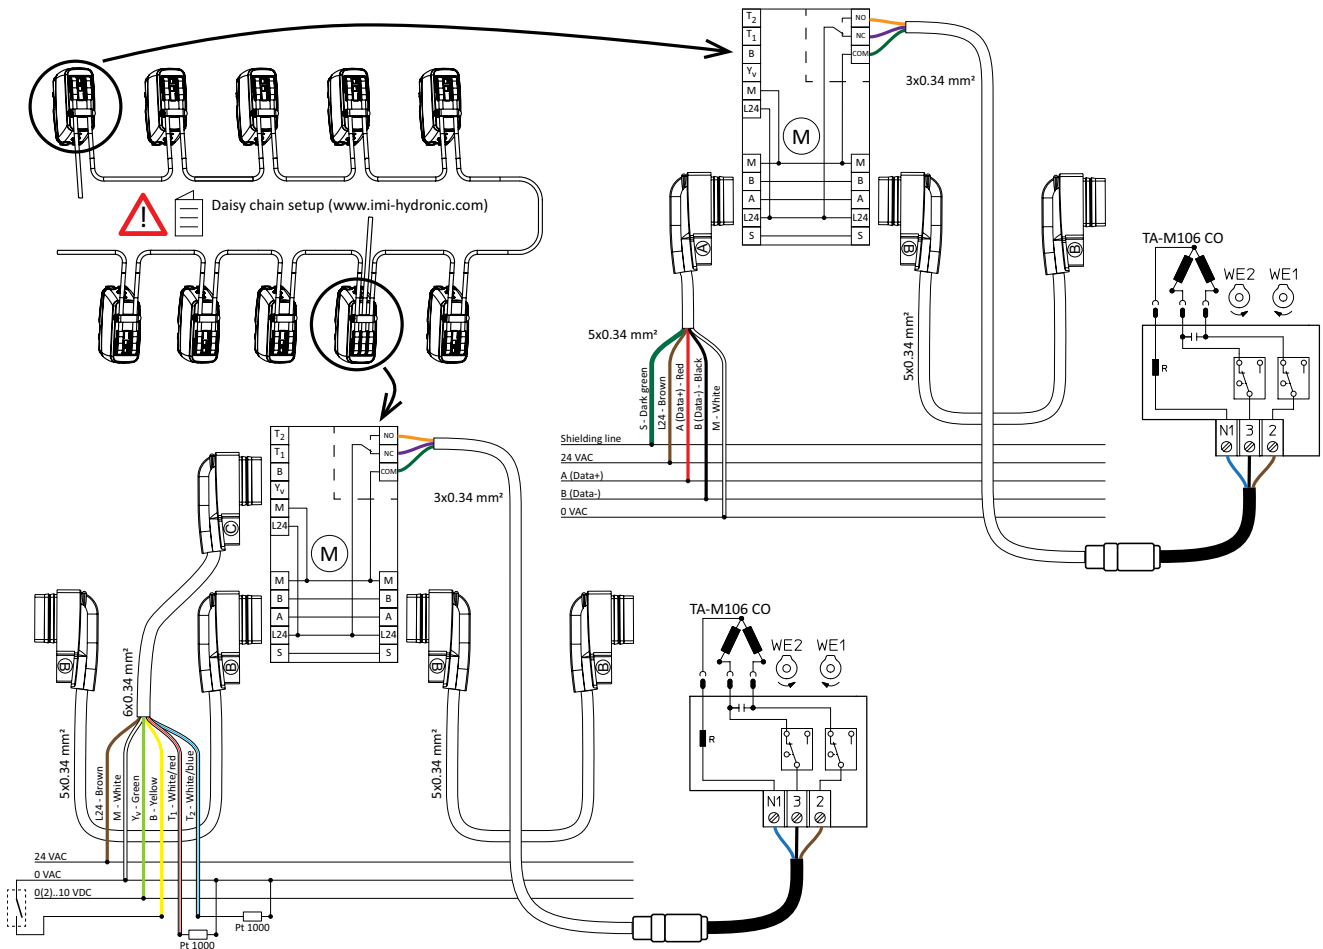 Daisy chain setup (www.imi-hydronic.com)
T2
T1
B
Yv
M
L24
M
NO
NC
COM
3x0.34 mm²
M
B
A
L24
S
M
B
A
L24
S
A
B
B
5x0.34 mm²
5x0.34 mm²
S - Dark green
L24 - Brown
A (Data+) - Red
B (Data-) - Black
M - White
Shielding line
24 VAC
A (Data+)
B (Data-)
0 VAC
TA-M106 CO
WE2
WE1
R
N1
3
2
T2
T1
B
Yv
M
L24
M
NO
NC
COM
3x0.34 mm²
M
B
A
L24
S
M
B
A
L24
S
C
B
B
B
B
5x0.34 mm²
6x0.34 mm²
5x0.34 mm²
L24 - Brown
M - White
Yv - Green
B - Yellow
T1 - White/red
T2 - White/blue
24 VAC
0 VAC
0(2)..10 VDC
Pt 1000
Pt 1000
TA-M106 CO
WE2
WE1
R
N1
3
2